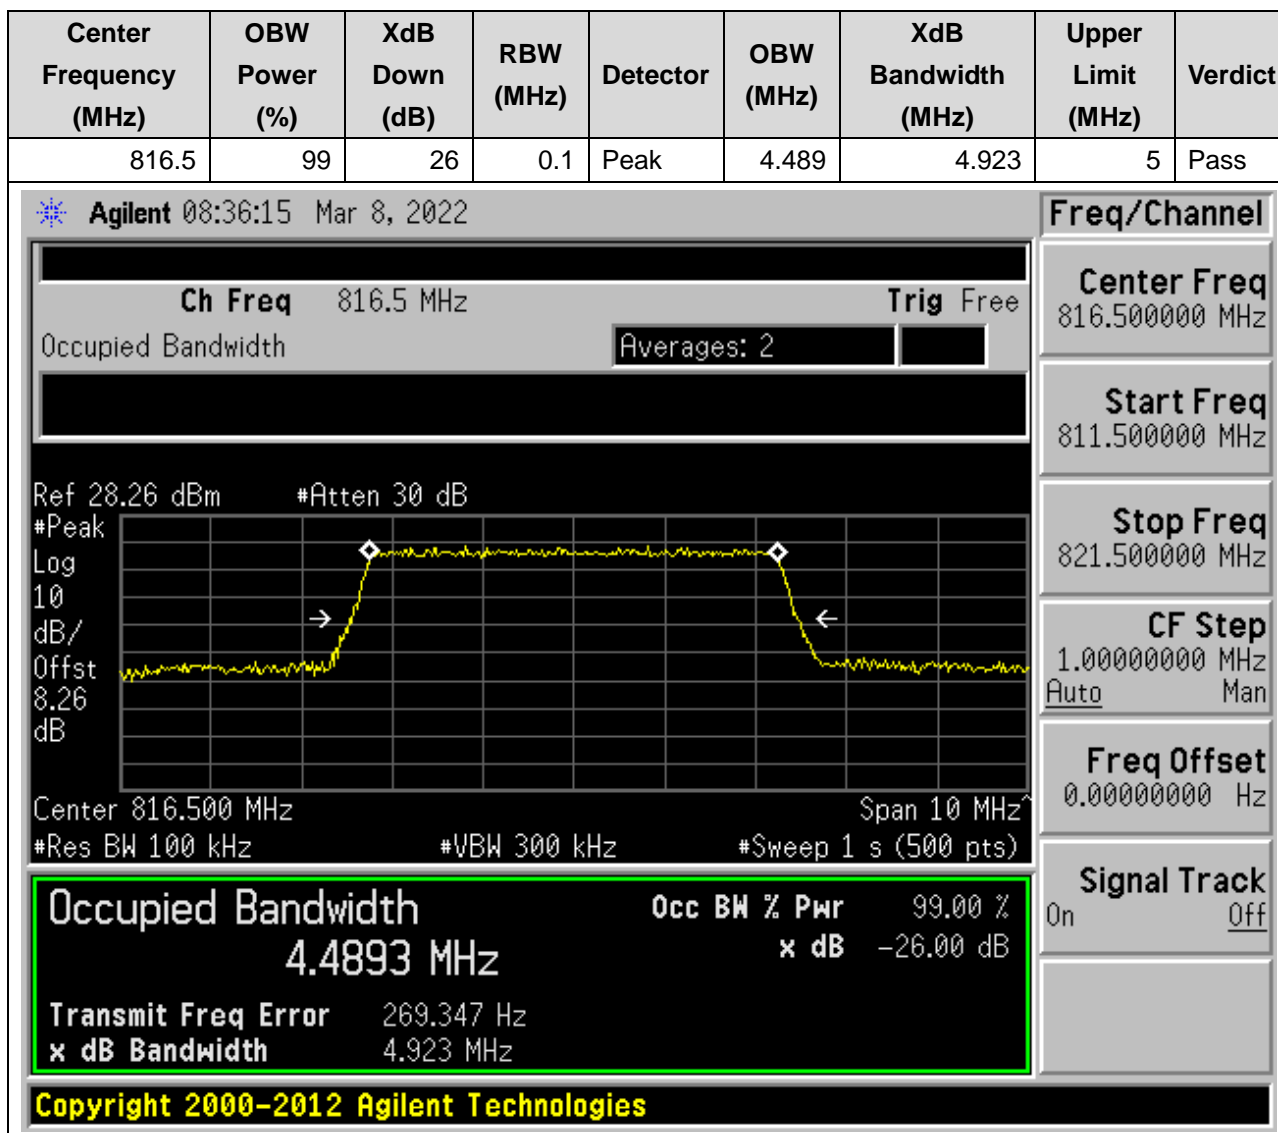 Center Frequency (MHz) OBW Power (%) XdB Down (dB) RBW (MHz) Detector OBW (MHz) XdB Bandwidth (MHz) Upper Limit (MHz) Verdict
816.5 99 26 0.1 Peak 4.489 4.923 5 Pass
Agilent 08:36:15 Mar 8, 2022
Freq/Channel
Ch Freq 816.5 MHz Trig Free
Occupied Bandwidth Averages: 2
Ref 28.26 dBm #Atten 30 dB
#Peak
Log
10
dB/
Offst
8.26
dB
Center 816.500 MHz Span 10 MHz^
#Res BW 100 kHz #VBW 300 kHz #Sweep 1 s (500 pts)
Occupied Bandwidth Occ BW % Pwr 99.00 %
4.4893 MHz x dB -26.00 dB
Transmit Freq Error 269.347 Hz
x dB Bandwidth 4.923 MHz
Center Freq
816.500000 MHz
Start Freq
811.500000 MHz
Stop Freq
821.500000 MHz
CF Step
1.00000000 MHz
Auto Man
Freq Offset
0.00000000 Hz
Signal Track
On Off
Copyright 2000-2012 Agilent Technologies